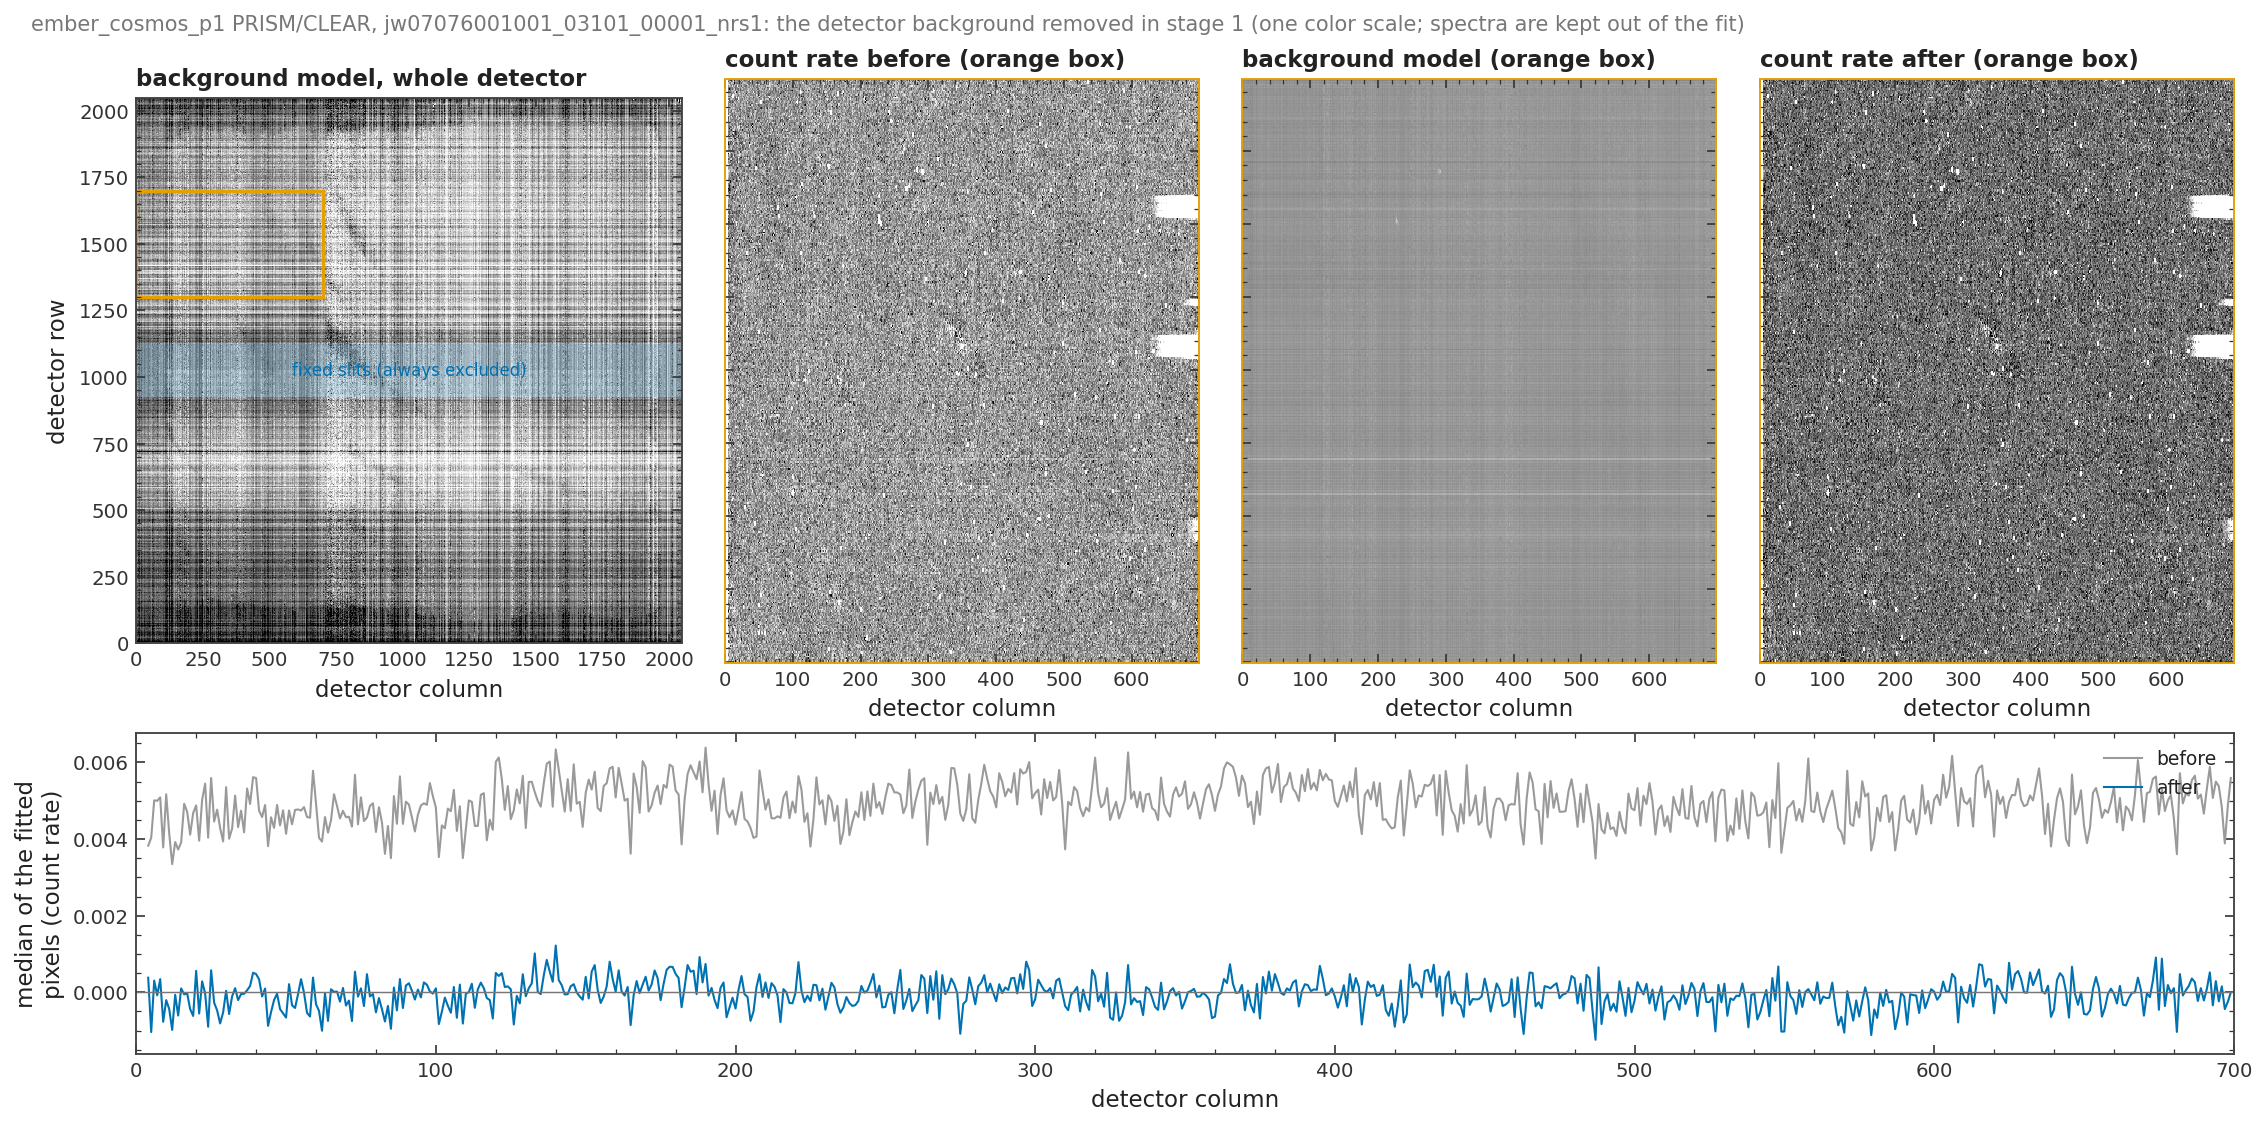 ember_cosmos_p1 PRISM/CLEAR, jw07076001001_03101_00001_nrs1: the detector background removed in stage 1 (one color scale; spectra are kept out of the fit)
background model, whole detector
count rate before (orange box)
background model (orange box)
count rate after (orange box)
detector row
2000
1750
1500
1250
1000
750
500
250
0
fixed slits (always excluded)
0 250 500 750 1000 1250 1500 1750 2000
detector column
0 100 200 300 400 500 600
detector column
0 100 200 300 400 500 600
detector column
0 100 200 300 400 500 600
detector column
median of the fitted
pixels (count rate)
0.006
0.004
0.002
0.000
before
after
0 100 200 300 400 500 600 700
detector column